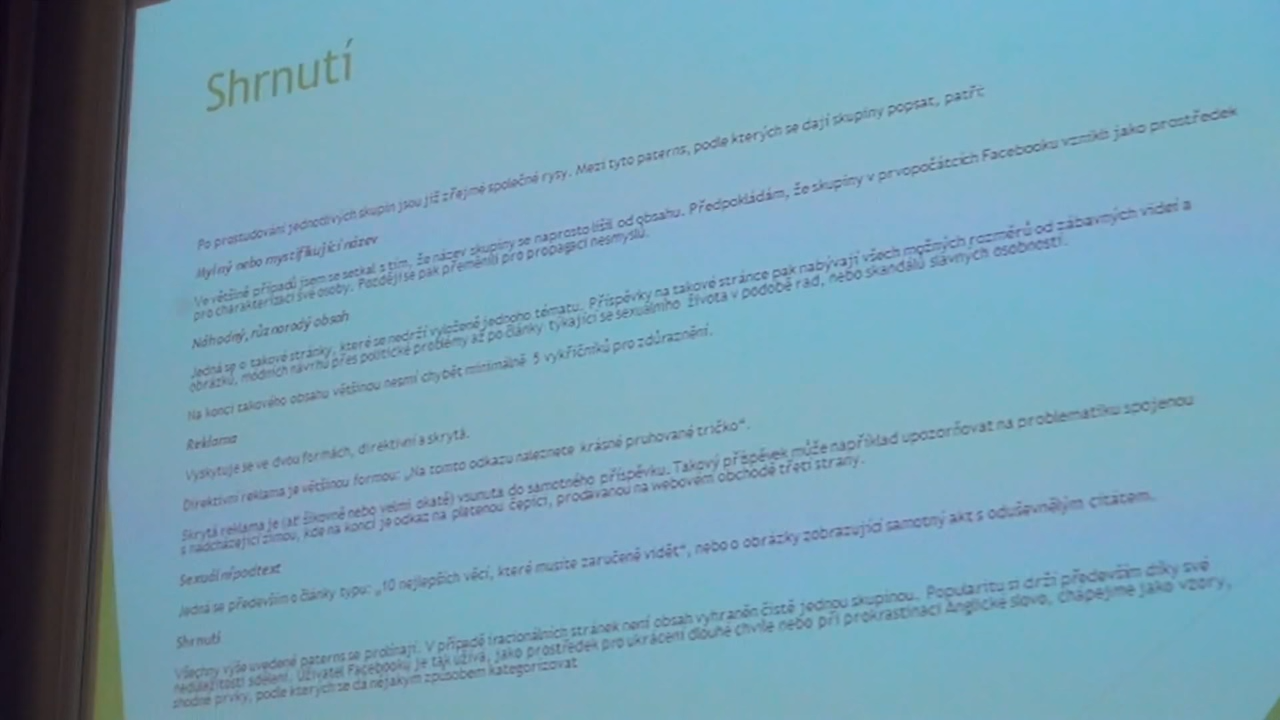 Shrnutí
Po prostudování jednotlivých skupin jsou již zřejmé společné rysy. Mezi tyto paterns, podle kterých se dají skupiny popsat, patří:
Mylný nebo mystifikující název
Ve většině případů jsem se setkal s tím, že název skupiny se naprosto liší od obsahu. Předpokládám, že skupiny v prvopočátcích Facebooku vznikli jako prostředek
pro charakterizaci své osoby. Později se pak přeměnili pro propagaci nesmyslů.
Náhodný, různorodý obsah
Jedná se o takové stránky, které se nedrží vyloženě jednoho tématu. Příspěvky na takové stránce pak nabývají všech možných rozměrů od zábavných videí a
obrázků, módních návrhů přes politické problémy až po články týkající se sexuálního života v podobě rad, nebo skandálů slavných osobností.
Na konci takového obsahu většinou nesmí chybět minimálně 5 vykřičníků pro zdůraznění.
Reklama
Vyskytuje se ve dvou formách, direktivní a skrytá.
Direktivní reklama je většinou formou: „Na tomto odkazu naleznete krásné pruhované tričko“.
Skrytá reklama je (ať šikovně nebo velmi okatě) vsunuta do samotného příspěvku. Takový příspěvek může například upozorňovat na problematiku spojenou
s nadcházející zimou, kde na konci je odkaz na pletenou čepici, prodávanou na webovém obchodě třetí strany.
Sexuální podtext
Jedná se především o články typu: „10 nejlepších věcí, které musíte zaručeně vidět“, nebo o obrázky zobrazující samotný akt s oduševnělým citátem.
Shrnutí
Všechny výše uvedené paterns se prolínají. V případě iracionálních stránek není obsah vyhraněn čistě jednou skupinou. Popularitu si drží především díky své
nedůležitosti sdělení. Uživatel Facebooku je tak užívá, jako prostředek pro ukrácení dlouhé chvíle nebo při prokrastinaci Anglické slovo, chápejme jako vzory,
shodné prvky, podle kterých se dá nějakým způsobem kategorizovat